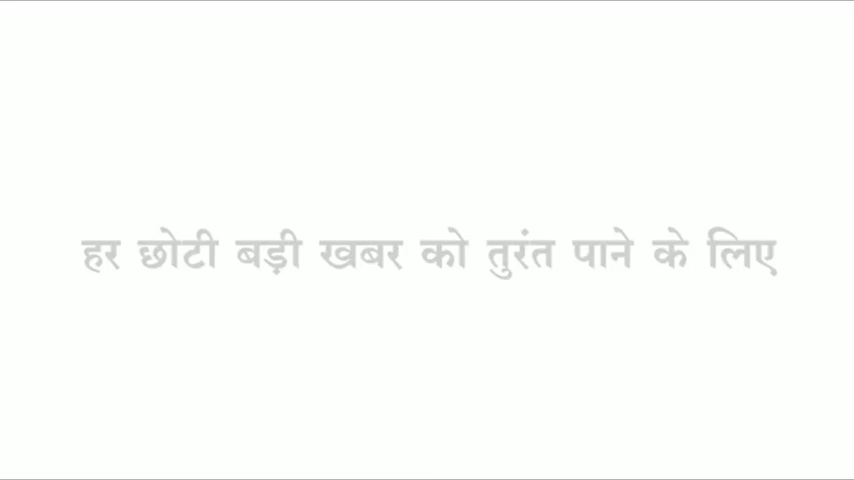 हर छोटी बड़ी खबर को तुरंत पाने के लिए